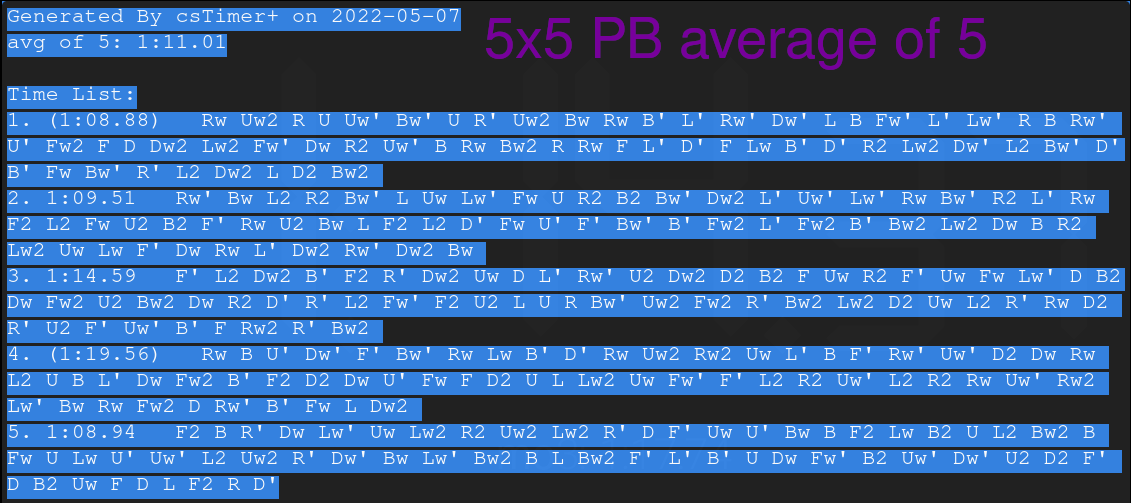 Generated By csTimer+ on 2022-05-07
avg of 5: 1:11.01
5x5 PB average of 5
Time List:
1. (1:08.88)   Rw Uw2 R U Uw' Bw' U R' Uw2 Bw Rw B' L' Rw' Dw' L B Fw' L' Lw' R B Rw'
U' Fw2 F D Dw2 Lw2 Fw' Dw R2 Uw' B Rw Bw2 R Rw F L' D' F Lw B' D' R2 Lw2 Dw' L2 Bw' D'
B' Fw Bw' R' L2 Dw2 L D2 Bw2
2. 1:09.51   Rw' Bw L2 R2 Bw' L Uw Lw' Fw U R2 B2 Bw' Dw2 L' Uw' Lw' Rw Bw' R2 L' Rw
F2 L2 Fw U2 B2 F' Rw U2 Bw L F2 L2 D' Fw U' F' Bw' B' Fw2 L' Fw2 B' Bw2 Lw2 Dw B R2
Lw2 Uw Lw F' Dw Rw L' Dw2 Rw' Dw2 Bw
3. 1:14.59   F' L2 Dw2 B' F2 R' Dw2 Uw D L' Rw' U2 Dw2 D2 B2 F Uw R2 F' Uw Fw Lw' D B2
Dw Fw2 U2 Bw2 Dw R2 D' R' L2 Fw' F2 U2 L U R Bw' Uw2 Fw2 R' Bw2 Lw2 D2 Uw L2 R' Rw D2
R' U2 F' Uw' B' F Rw2 R' Bw2
4. (1:19.56)   Rw B U' Dw' F' Bw' Rw Lw B' D' Rw Uw2 Rw2 Uw L' B F' Rw' Uw' D2 Dw Rw
L2 U B L' Dw Fw2 B' F2 D2 Dw U' Fw F D2 U L Lw2 Uw Fw' F' L2 R2 Uw' L2 R2 Rw Uw' Rw2
Lw' Bw Rw Fw2 D Rw' B' Fw L Dw2
5. 1:08.94   F2 B R' Dw Lw' Uw Lw2 R2 Uw2 Lw2 R' D F' Uw U' Bw B F2 Lw B2 U L2 Bw2 B
Fw U Lw U' Uw' L2 Uw2 R' Dw' Bw Lw' Bw2 B L Bw2 F' L' B' U Dw Fw' B2 Uw' Dw' U2 D2 F'
D B2 Uw F D L F2 R D'